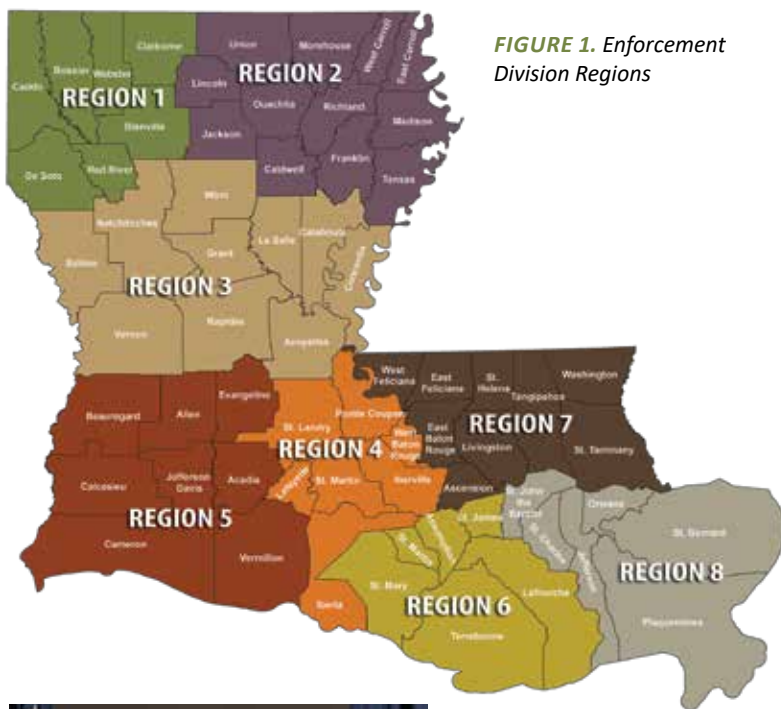 FIGURE 1. Enforcement
Division Regions
Claiborne
Union
Morehouse
West Carroll
East Carroll
Bossier
Webster
Caddo
Lincoln
REGION 1
REGION 2
Ouachita
Richland
Madison
Bienville
Jackson
Franklin
De Soto
Red River
Caldwell
Tensas
Winn
Natchitoches
La Salle
Catahoula
Grant
Concordia
Sabine
REGION 3
Vernon
Rapides
Avoyelles
West
Feliciana
East
Feliciana
St.
Helena
Washington
Tangipahoa
Evangeline
Beauregard
Allen
Pointe Coupee
St. Landry
REGION 4
West
Baton
Rouge
East
Baton
Rouge
REGION 7
Livingston
St. Tammany
Calcasieu
Jefferson
Davis
Acadia
Lafayette
St. Martin
Iberville
Ascension
REGION 5
St. John
the
Baptist
Orleans
St. James
Assumption
St. Charles
Jefferson
St. Bernard
Cameron
Vermilion
St. Martin
REGION 8
St. Mary
REGION 6
Lafourche
Iberia
Plaquemines
Terrebonne